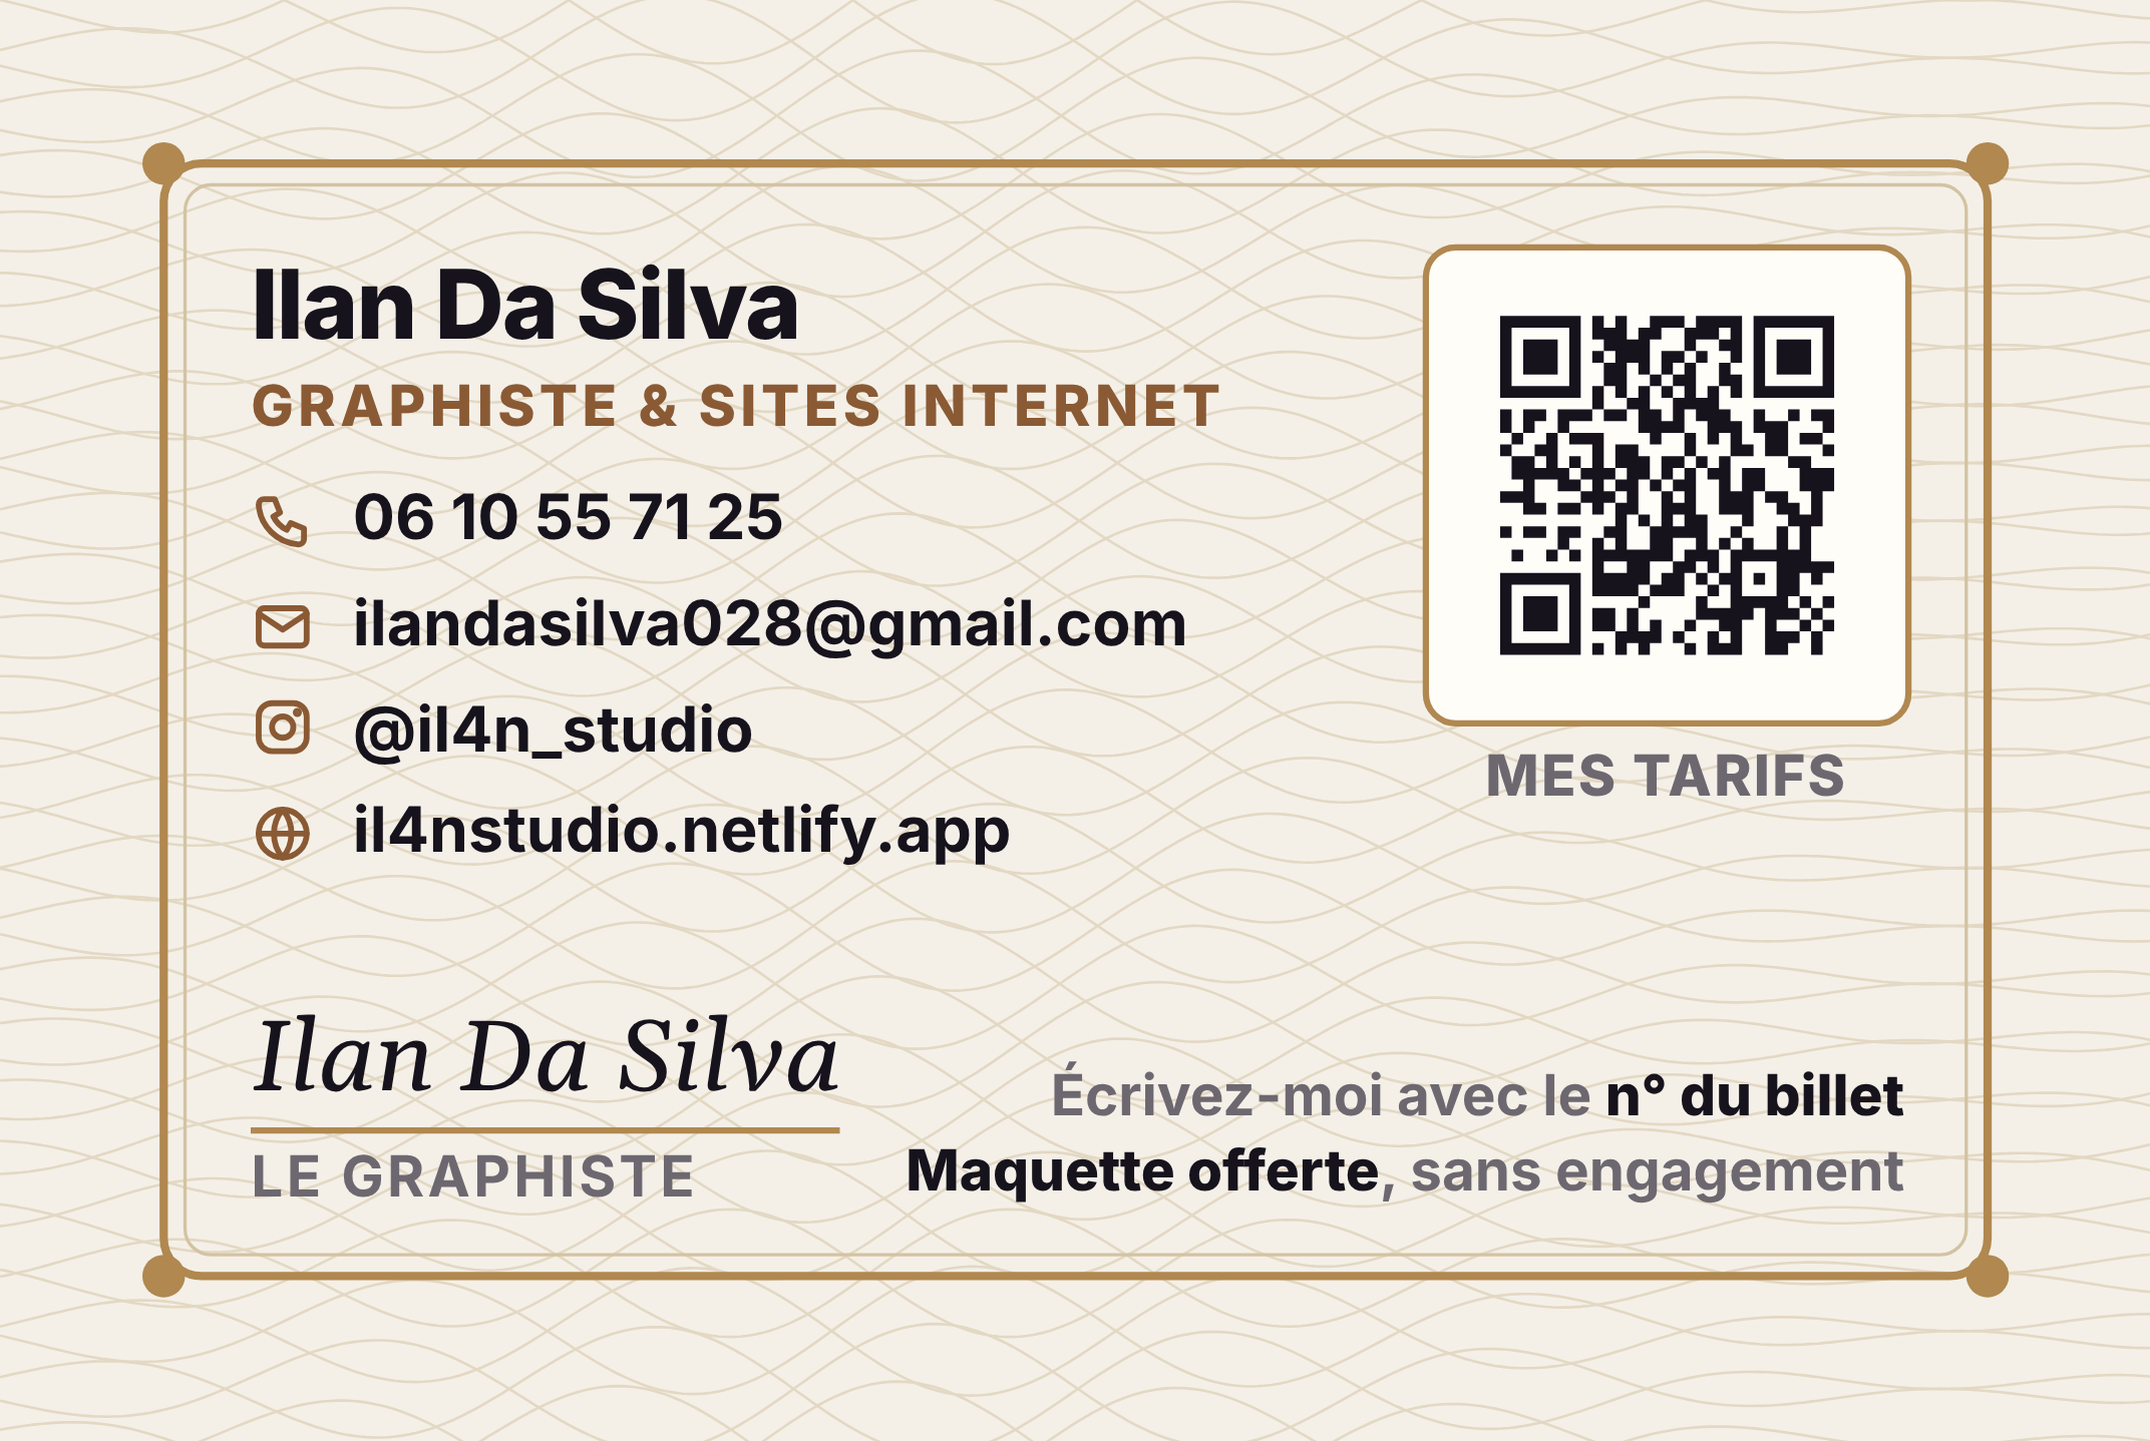 Ilan Da Silva
GRAPHISTE & SITES INTERNET
06 10 55 71 25
ilandasilva028@gmail.com
@il4n_studio
il4nstudio.netlify.app
MES TARIFS
Ilan Da Silva
LE GRAPHISTE
Écrivez-moi avec le n° du billet
Maquette offerte, sans engagement